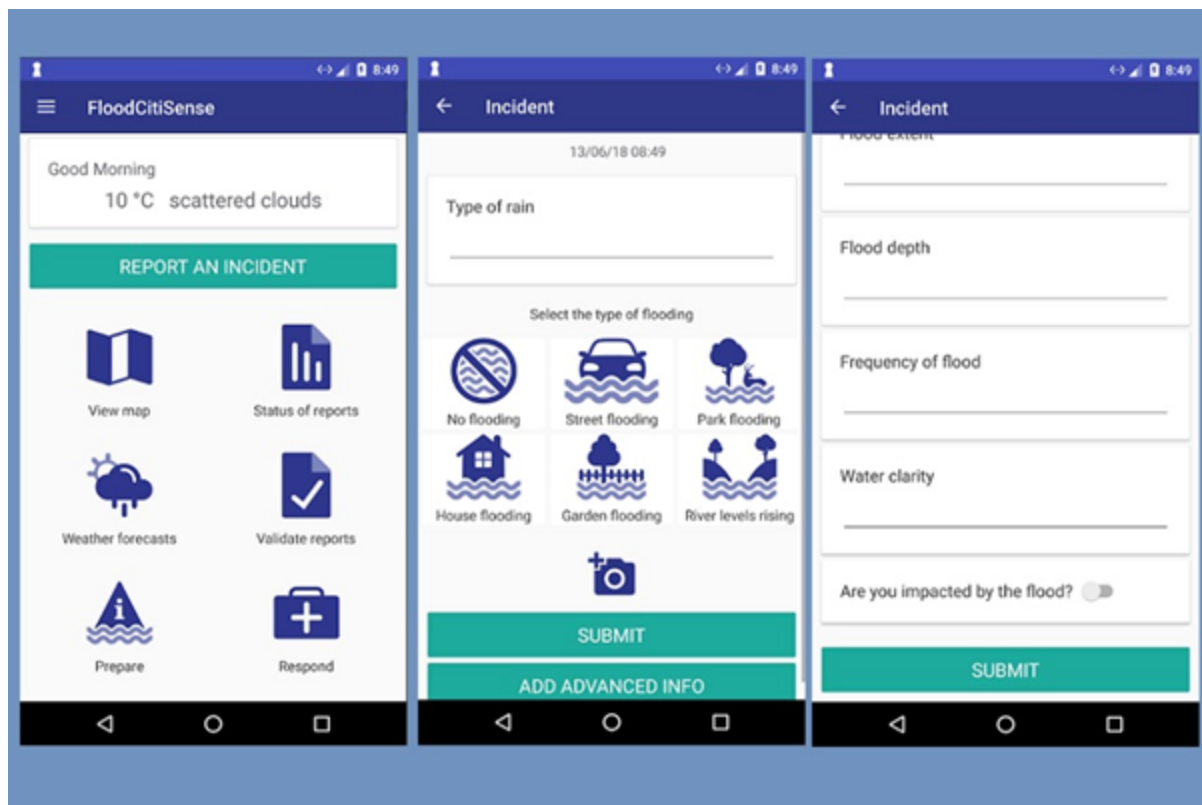 8:49
FloodCitiSense
Good Morning
10 °C scattered clouds
REPORT AN INCIDENT
View map
Status of reports
Weather forecasts
Validate reports
Prepare
Respond
8:49
Incident
13/06/18 08:49
Type of rain
Select the type of flooding
No flooding
Street flooding
Park flooding
House flooding
Garden flooding
River levels rising
SUBMIT
ADD ADVANCED INFO
8:49
Incident
Flood extent
Flood depth
Frequency of flood
Water clarity
Are you impacted by the flood?
SUBMIT